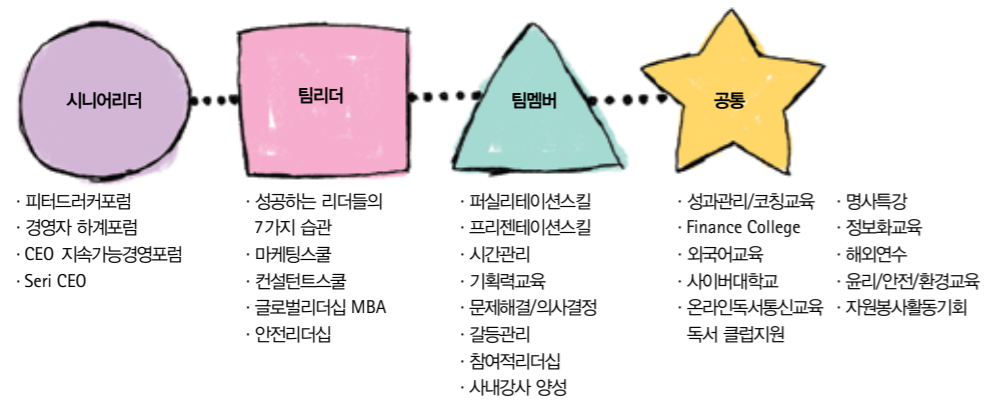 시니어리더
팀리더
팀멤버
공통
· 피터드러커포럼
· 경영자 하계포럼
· CEO 지속가능경영포럼
· Seri CEO
· 성공하는 리더들의
7가지 습관
· 마케팅스쿨
· 컨설턴트스쿨
· 글로벌리더십 MBA
· 안전리더십
· 퍼실리테이션스킬
· 프리젠테이션스킬
· 시간관리
· 기획력교육
· 문제해결/의사결정
· 갈등관리
· 참여적리더십
· 사내강사 양성
· 성과관리/코칭교육
· Finance College
· 외국어교육
· 사이버대학교
· 온라인독서통신교육
독서 클럽지원
· 명사특강
· 정보화교육
· 해외연수
· 윤리/안전/환경교육
· 자원봉사활동기회